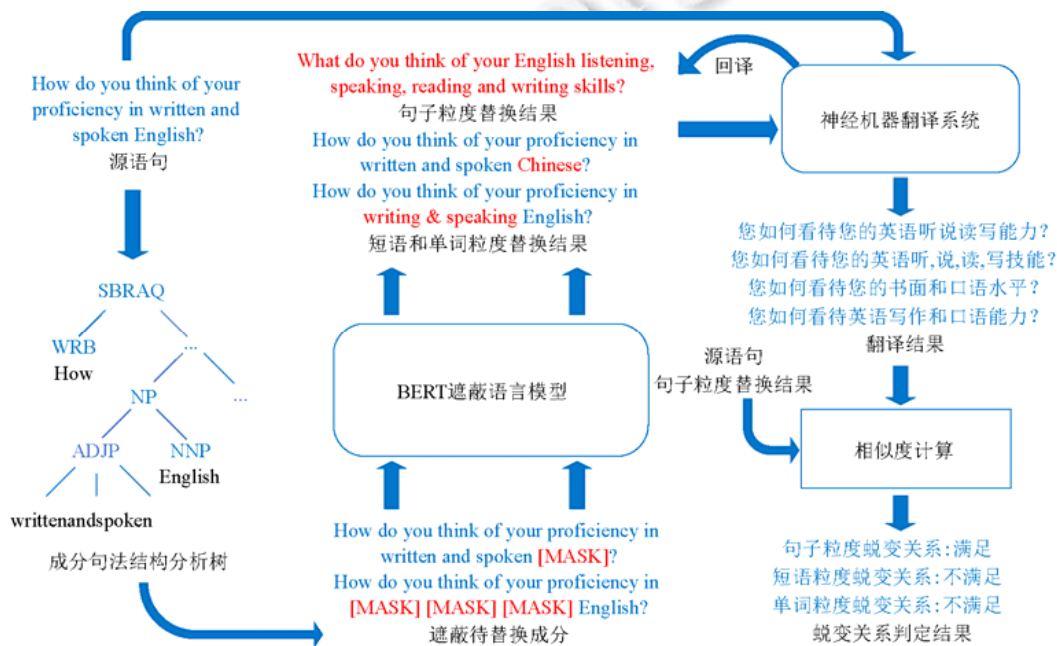 How do you think of your
proficiency in written and
spoken English?
源语句
SBRAQ
WRB
How
...
NP
...
ADJP
NNP
English
writtenandspoken
成分句法结构分析树
What do you think of your English listening,
speaking, reading and writing skills?
句子粒度替换结果
How do you think of your proficiency in
written and spoken Chinese?
How do you think of your proficiency in
writing & speaking English?
短语和单词粒度替换结果
BERT遮蔽语言模型
How do you think of your proficiency in
written and spoken [MASK]?
How do you think of your proficiency in
[MASK] [MASK] [MASK] English?
遮蔽待替换成分
回译
神经机器翻译系统
您如何看待您的英语听说读写能力?
您如何看待您的英语听,说,读,写技能?
您如何看待您的书面和口语水平?
您如何看待英语写作和口语能力?
翻译结果
源语句
句子粒度替换结果
相似度计算
句子粒度蜕变关系:满足
短语粒度蜕变关系:不满足
单词粒度蜕变关系:不满足
蜕变关系判定结果